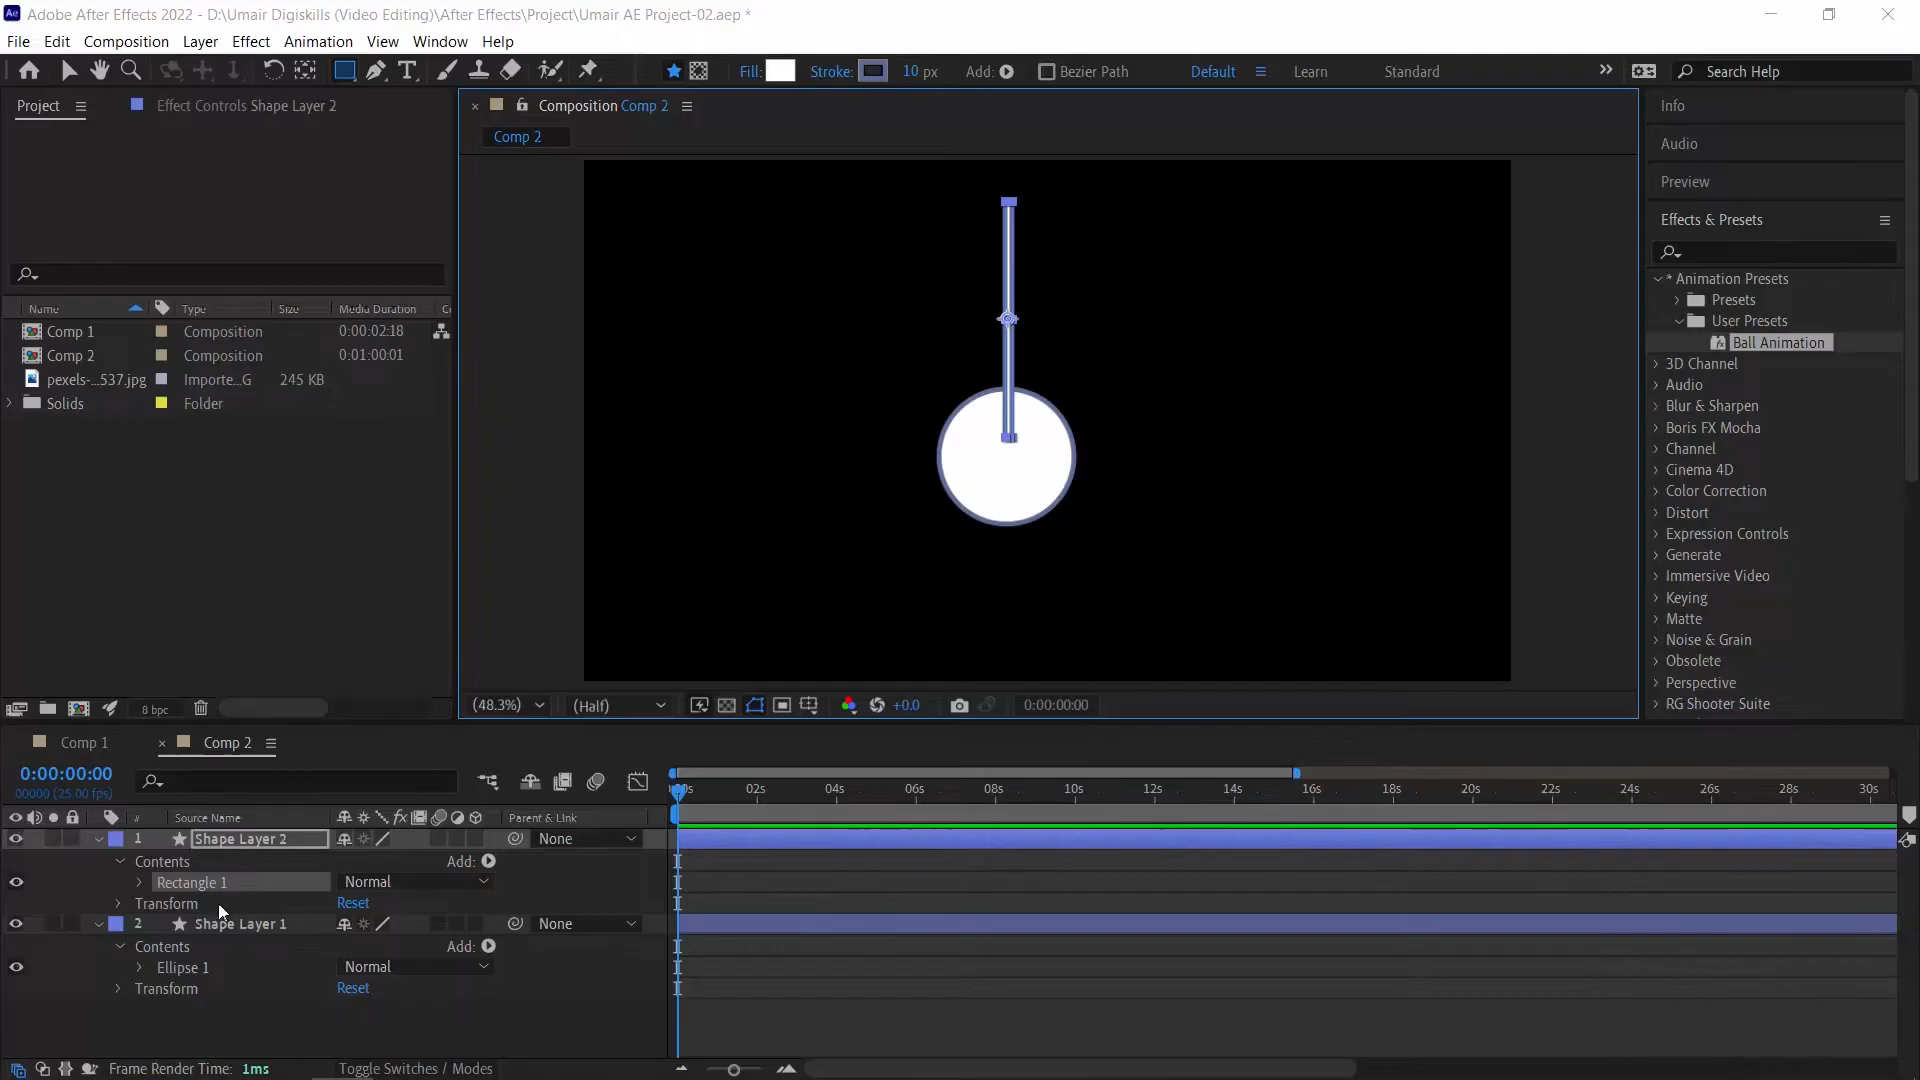 Adobe After Effects 2022 - D:\Umair Digiskills (Video Editing)\After Effects\Project\Umair AE Project-02.aep *
File Edit Composition Layer Effect Animation View Window Help
Fill: Stroke: 10 px Add: Bezier Path Default Learn Standard Search Help
Project Effect Controls Shape Layer 2
Composition Comp 2
Comp 2
Name Type Size Media Duration
Comp 1 Composition 0:00:02:18
Comp 2 Composition 0:01:00:01
pexels-...537.jpg Importe...G 245 KB
Solids Folder
8 bpc
(48.3%) (Half) +0.0 0:00:00:00
Info
Audio
Preview
Effects & Presets
* Animation Presets
Presets
User Presets
Ball Animation
3D Channel
Audio
Blur & Sharpen
Boris FX Mocha
Channel
Cinema 4D
Color Correction
Distort
Expression Controls
Generate
Immersive Video
Keying
Matte
Noise & Grain
Obsolete
Perspective
RG Shooter Suite
Comp 1 Comp 2
0:00:00:00
00000 (25.00 fps)
02s 04s 06s 08s 10s 12s 14s 16s 18s 20s 22s 24s 26s 28s 30s
# Source Name Parent & Link
1 Shape Layer 2 None
Contents Add:
Rectangle 1 Normal
Transform Reset
2 Shape Layer 1 None
Contents Add:
Ellipse 1 Normal
Transform Reset
Frame Render Time: 1ms Toggle Switches / Modes